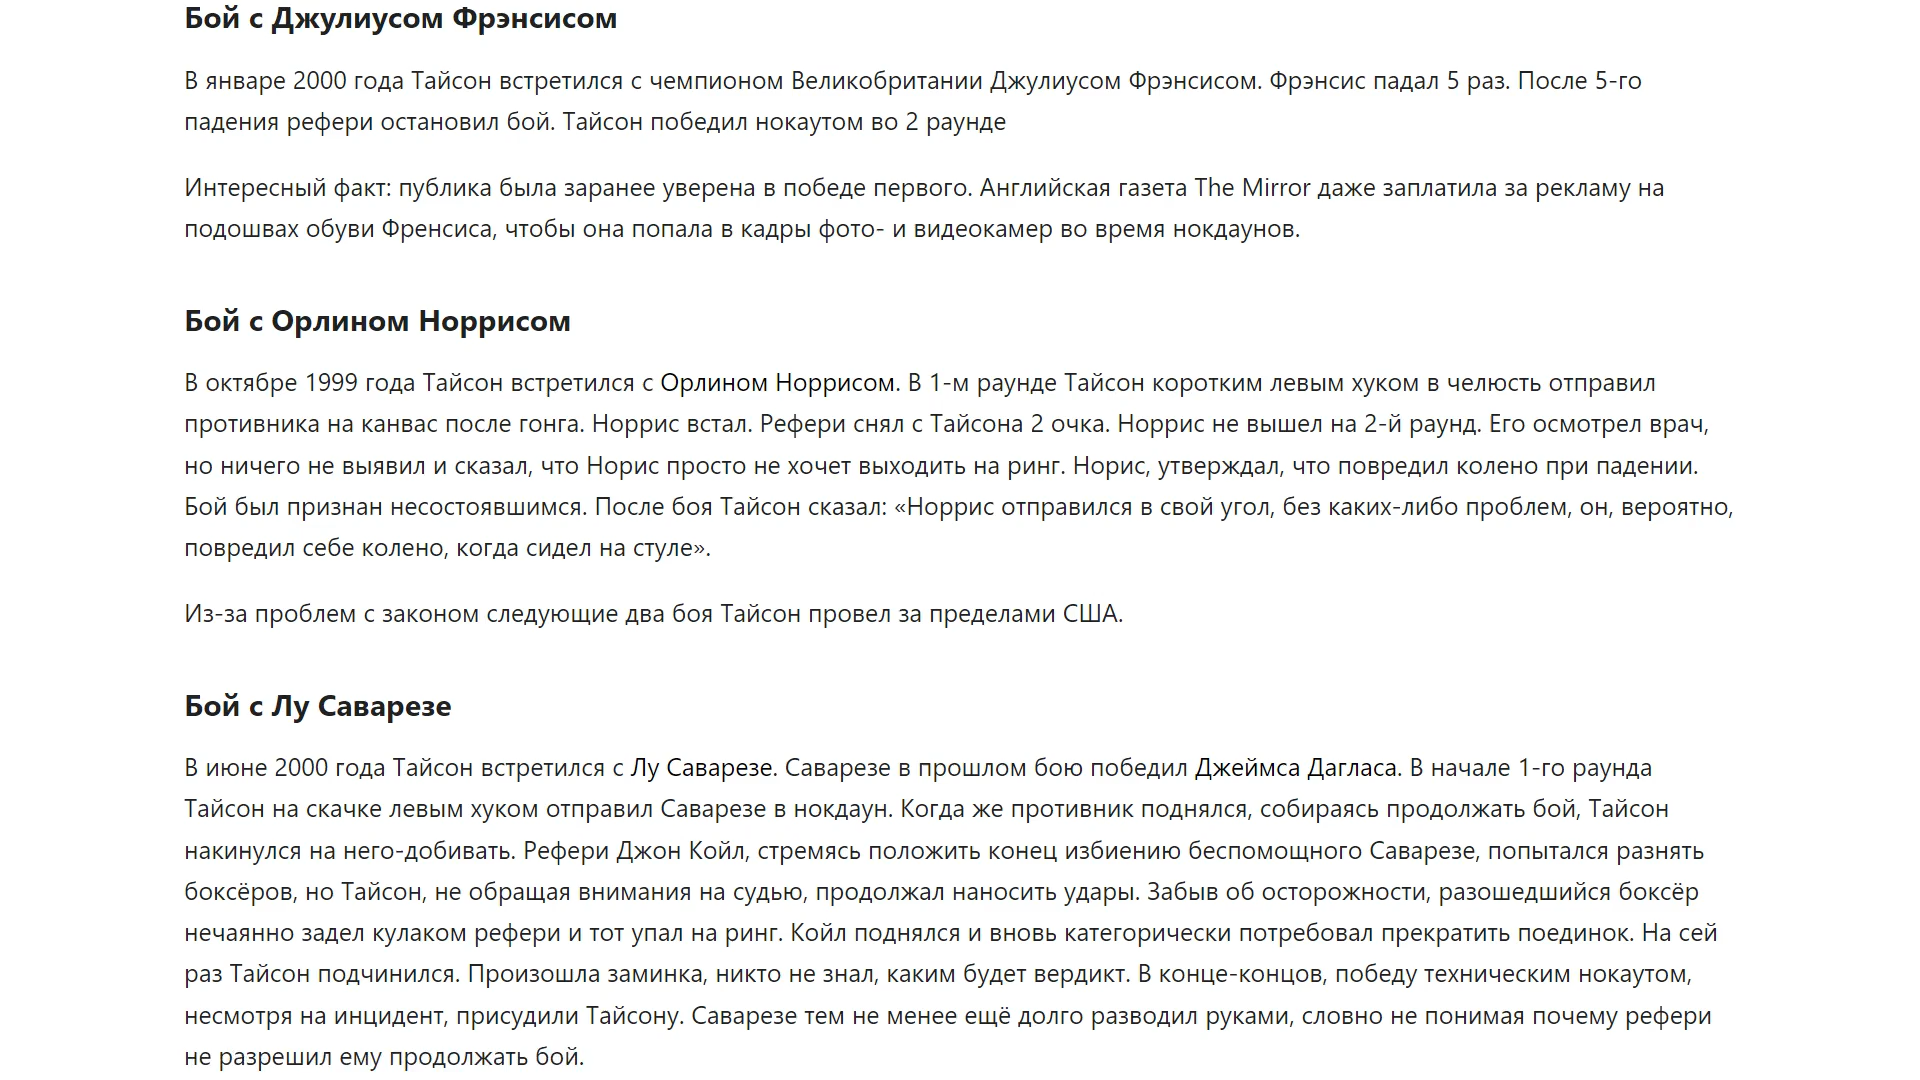 Бой с Джулиусом Фрэнсисом
В январе 2000 года Тайсон встретился с чемпионом Великобритании Джулиусом Фрэнсисом. Фрэнсис падал 5 раз. После 5-го
падения рефери остановил бой. Тайсон победил нокаутом во 2 раунде
Интересный факт: публика была заранее уверена в победе первого. Английская газета The Mirror даже заплатила за рекламу на
подошвах обуви Френсиса, чтобы она попала в кадры фото- и видеокамер во время нокдаунов.
Бой с Орлином Норрисом
В октябре 1999 года Тайсон встретился с Орлином Норрисом. В 1-м раунде Тайсон коротким левым хуком в челюсть отправил
противника на канвас после гонга. Норрис встал. Рефери снял с Тайсона 2 очка. Норрис не вышел на 2-й раунд. Его осмотрел врач,
но ничего не выявил и сказал, что Норис просто не хочет выходить на ринг. Норис, утверждал, что повредил колено при падении.
Бой был признан несостоявшимся. После боя Тайсон сказал: «Норрис отправился в свой угол, без каких-либо проблем, он, вероятно,
повредил себе колено, когда сидел на стуле».
Из-за проблем с законом следующие два боя Тайсон провел за пределами США.
Бой с Лу Саварезе
В июне 2000 года Тайсон встретился с Лу Саварезе. Саварезе в прошлом бою победил Джеймса Дагласа. В начале 1-го раунда
Тайсон на скачке левым хуком отправил Саварезе в нокдаун. Когда же противник поднялся, собираясь продолжать бой, Тайсон
накинулся на него-добивать. Рефери Джон Койл, стремясь положить конец избиению беспомощного Саварезе, попытался разнять
боксёров, но Тайсон, не обращая внимания на судью, продолжал наносить удары. Забыв об осторожности, разошедшийся боксёр
нечаянно задел кулаком рефери и тот упал на ринг. Койл поднялся и вновь категорически потребовал прекратить поединок. На сей
раз Тайсон подчинился. Произошла заминка, никто не знал, каким будет вердикт. В конце-концов, победу техническим нокаутом,
несмотря на инцидент, присудили Тайсону. Саварезе тем не менее ещё долго разводил руками, словно не понимая почему рефери
не разрешил ему продолжать бой.